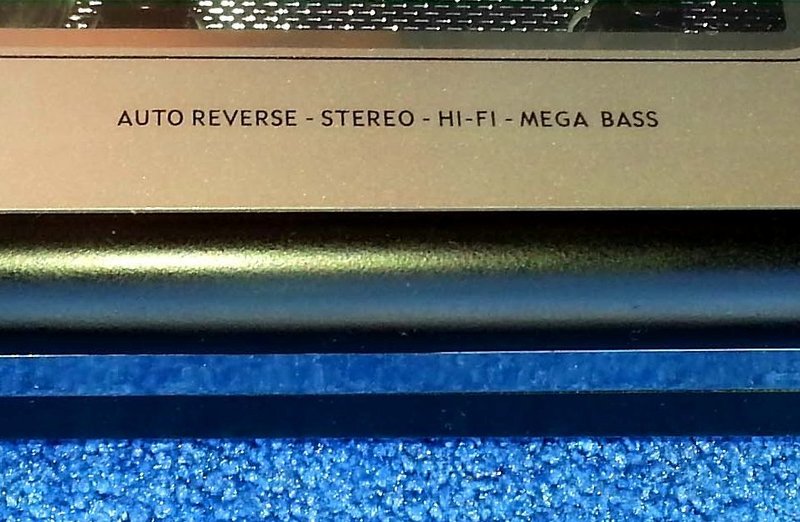 AUTO REVERSE - STEREO - HI-FI - MEGA BASS